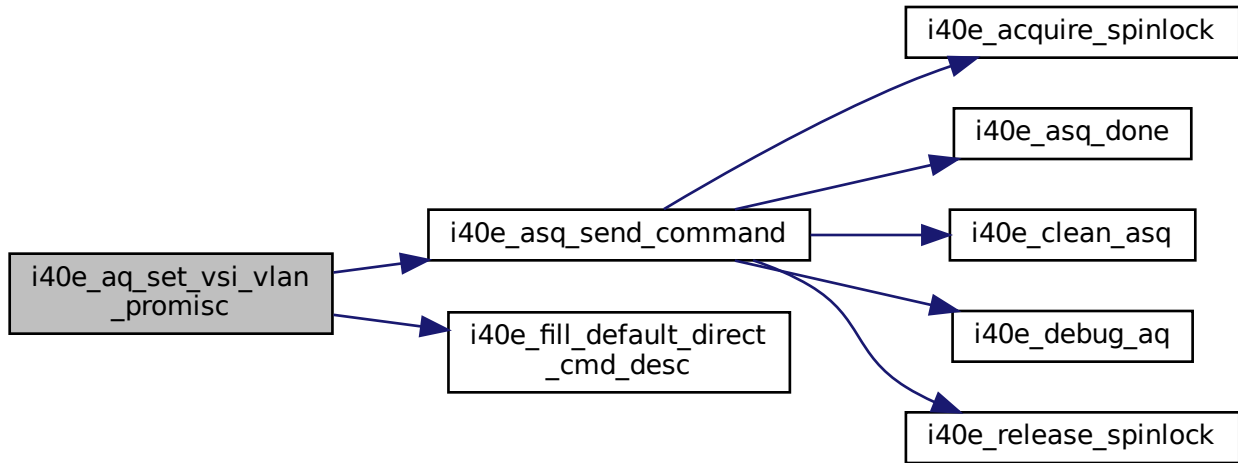 i40e_aq_set_vsi_vlan
_promisc
i40e_asq_send_command
i40e_fill_default_direct
_cmd_desc
i40e_acquire_spinlock
i40e_asq_done
i40e_clean_asq
i40e_debug_aq
i40e_release_spinlock